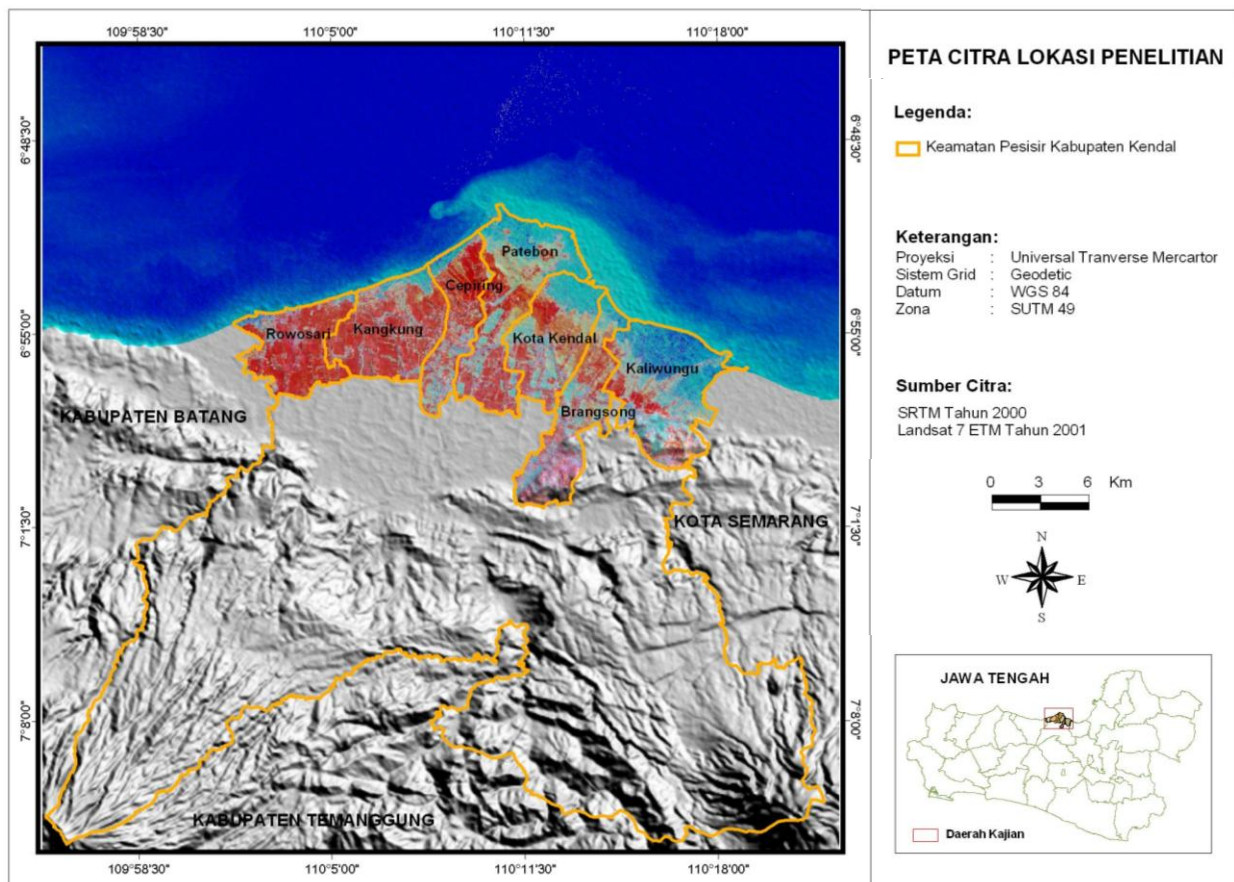 109°58'30" 110°5'00" 110°11'30" 110°18'00"
6°48'30" 6°48'30"
6°55'00" 6°55'00"
7°1'30" 7°1'30"
7°8'00" 7°8'00"
109°58'30" 110°5'00" 110°11'30" 110°18'00"
Patebon
Cepiring
Rowosari
Kangkung
Kota Kendal
Kaliwungu
Brangsong
KABUPATEN BATANG
KOTA SEMARANG
KABUPATEN TEMANGGUNG
PETA CITRA LOKASI PENELITIAN
Legenda:
Keamatan Pesisir Kabupaten Kendal
Keterangan:
Proyeksi : Universal Tranverse Mercartor
Sistem Grid : Geodetic
Datum : WGS 84
Zona : SUTM 49
Sumber Citra:
SRTM Tahun 2000
Landsat 7 ETM Tahun 2001
0 3 6 Km
N
W E
S
JAWA TENGAH
Daerah Kajian